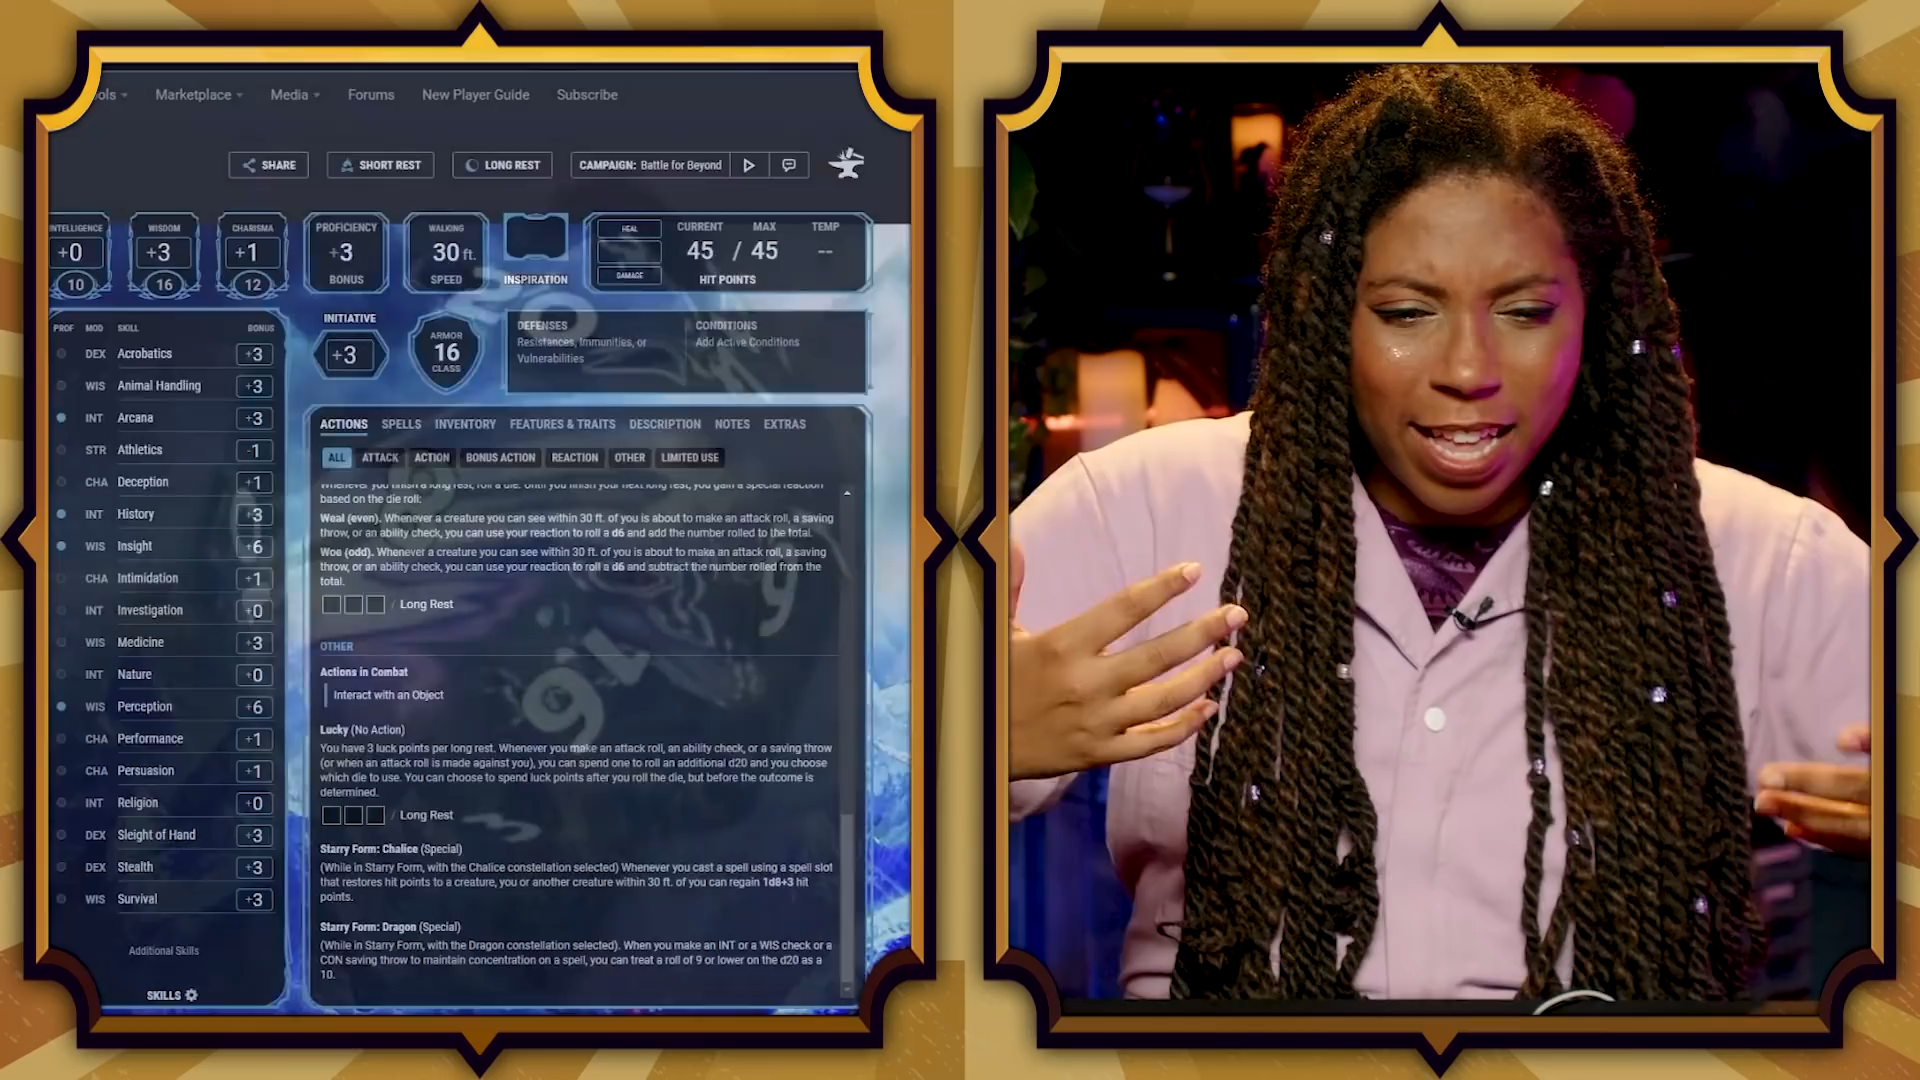 ols Marketplace Media Forums New Player Guide Subscribe
SHARE SHORT REST LONG REST CAMPAIGN: Battle for Beyond
INTELLIGENCE +0 10
WISDOM +3 16
CHARISMA +1 12
PROFICIENCY +3 BONUS
WALKING 30 ft. SPEED
INSPIRATION
HEAL
DAMAGE
CURRENT MAX TEMP
45 / 45 --
HIT POINTS
PROF MOD SKILL BONUS
DEX Acrobatics +3
WIS Animal Handling +3
INT Arcana +3
STR Athletics -1
CHA Deception +1
INT History +3
WIS Insight +6
CHA Intimidation +1
INT Investigation +0
WIS Medicine +3
INT Nature +0
WIS Perception +6
CHA Performance +1
CHA Persuasion +1
INT Religion +0
DEX Sleight of Hand +3
DEX Stealth +3
WIS Survival +3
Additional Skills
SKILLS
INITIATIVE
+3
ARMOR
16
CLASS
DEFENSES
Resistances, Immunities, or
Vulnerabilities
CONDITIONS
Add Active Conditions
ACTIONS SPELLS INVENTORY FEATURES & TRAITS DESCRIPTION NOTES EXTRAS
ALL ATTACK ACTION BONUS ACTION REACTION OTHER LIMITED USE
Whenever you finish a long rest, roll a die. Until you finish your next long rest, you gain a special reaction
based on the die roll:
Weal (even). Whenever a creature you can see within 30 ft. of you is about to make an attack roll, a saving
throw, or an ability check, you can use your reaction to roll a d6 and add the number rolled to the total.
Woe (odd). Whenever a creature you can see within 30 ft. of you is about to make an attack roll, a saving
throw, or an ability check, you can use your reaction to roll a d6 and subtract the number rolled from the
total.
/ Long Rest
OTHER
Actions in Combat
Interact with an Object
Lucky (No Action)
You have 3 luck points per long rest. Whenever you make an attack roll, an ability check, or a saving throw
(or when an attack roll is made against you), you can spend one to roll an additional d20 and you choose
which die to use. You can choose to spend luck points after you roll the die, but before the outcome is
determined.
/ Long Rest
Starry Form: Chalice (Special)
(While in Starry Form, with the Chalice constellation selected) Whenever you cast a spell using a spell slot
that restores hit points to a creature, you or another creature within 30 ft. of you can regain 1d8+3 hit
points.
Starry Form: Dragon (Special)
(While in Starry Form, with the Dragon constellation selected). When you make an INT or a WIS check or a
CON saving throw to maintain concentration on a spell, you can treat a roll of 9 or lower on the d20 as a
10.